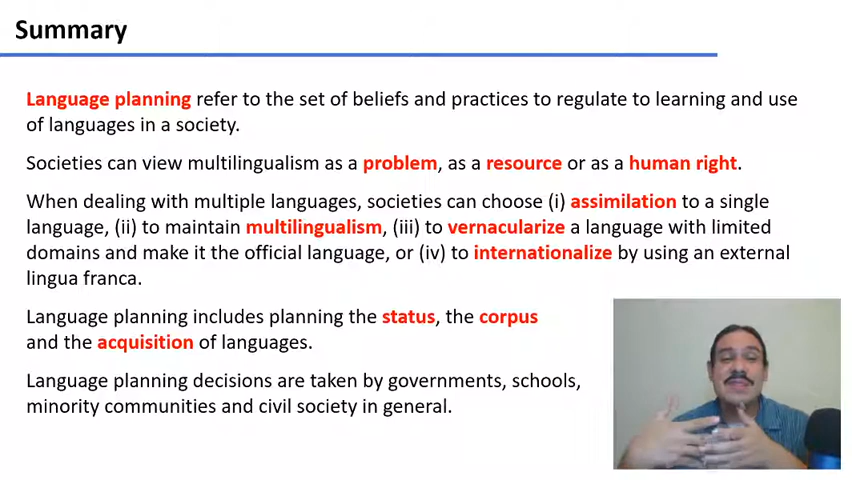 Summary
Language planning refer to the set of beliefs and practices to regulate to learning and use
of languages in a society.
Societies can view multilingualism as a problem, as a resource or as a human right.
When dealing with multiple languages, societies can choose (i) assimilation to a single
language, (ii) to maintain multilingualism, (iii) to vernacularize a language with limited
domains and make it the official language, or (iv) to internationalize by using an external
lingua franca.
Language planning includes planning the status, the corpus
and the acquisition of languages.
Language planning decisions are taken by governments, schools,
minority communities and civil society in general.